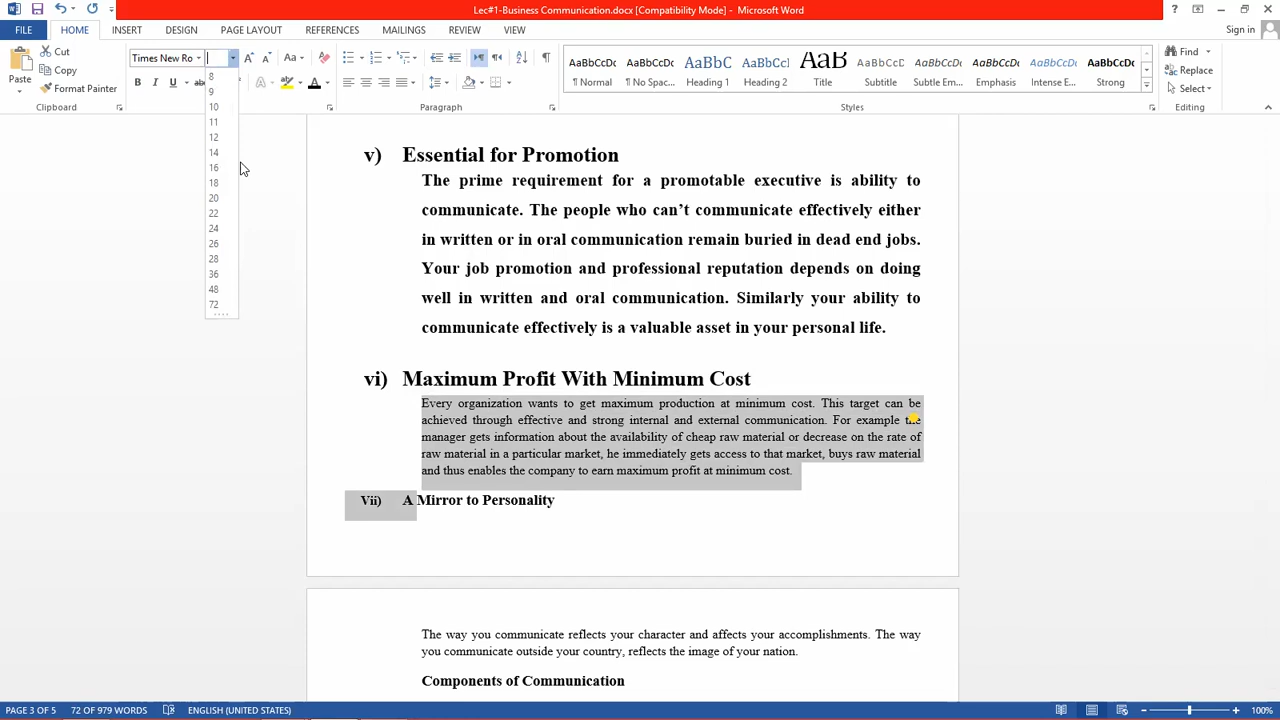 Lec#1-Business Communication.docx [Compatibility Mode] - Microsoft Word
FILE HOME INSERT DESIGN PAGE LAYOUT REFERENCES MAILINGS REVIEW VIEW Sign in
Paste
Cut
Copy
Format Painter
Clipboard
Times New Ro
8
9
10
11
12
14
16
18
20
22
24
26
28
36
48
72
Paragraph
AaBbCcDc AaBbCcDc AaBbC AaBbCcI AaB AaBbCcD AaBbCcDc AaBbCcDc AaBbCcDc AaBbCcDc
¶ Normal ¶ No Spac... Heading 1 Heading 2 Title Subtitle Subtle Em... Emphasis Intense E... Strong
Styles
Find
Replace
Select
Editing
v) Essential for Promotion
The prime requirement for a promotable executive is ability to
communicate. The people who can't communicate effectively either
in written or in oral communication remain buried in dead end jobs.
Your job promotion and professional reputation depends on doing
well in written and oral communication. Similarly your ability to
communicate effectively is a valuable asset in your personal life.
vi) Maximum Profit With Minimum Cost
Every organization wants to get maximum production at minimum cost. This target can be
achieved through effective and strong internal and external communication. For example the
manager gets information about the availability of cheap raw material or decrease on the rate of
raw material in a particular market, he immediately gets access to that market, buys raw material
and thus enables the company to earn maximum profit at minimum cost.
Vii) A Mirror to Personality
The way you communicate reflects your character and affects your accomplishments. The way
you communicate outside your country, reflects the image of your nation.
Components of Communication
PAGE 3 OF 5 72 OF 979 WORDS ENGLISH (UNITED STATES) 100%